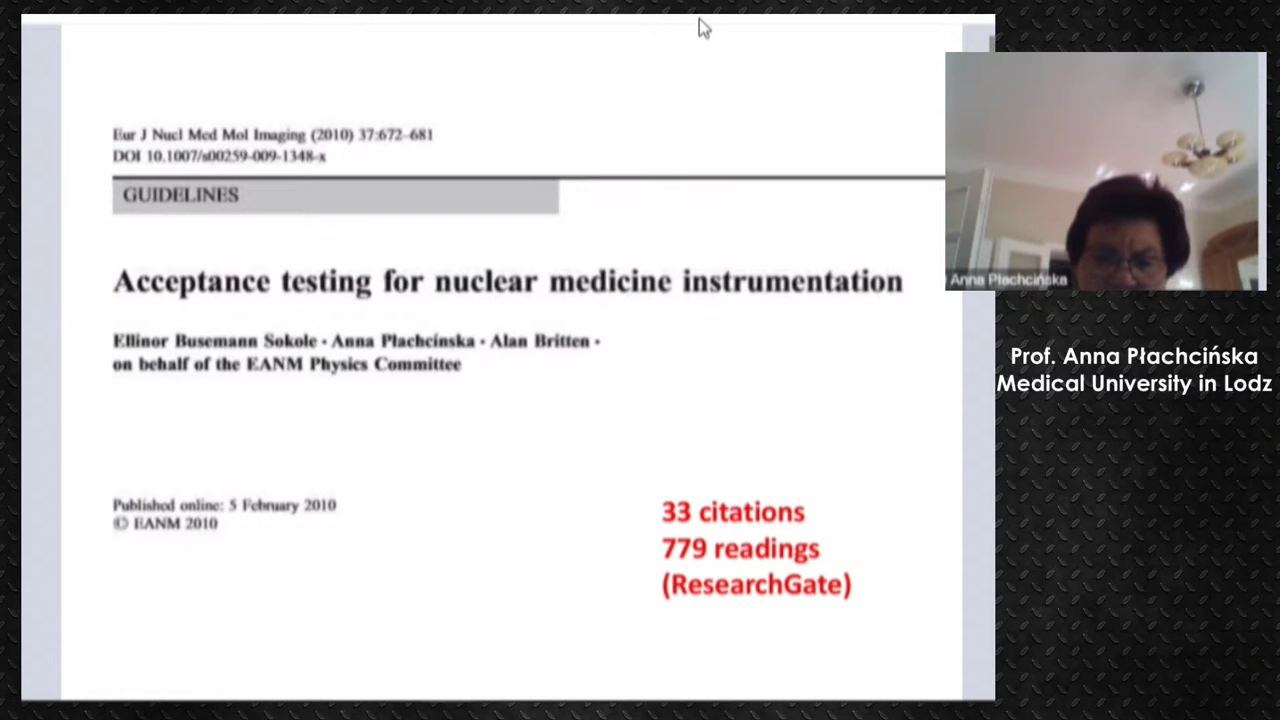 Eur J Nucl Med Mol Imaging (2010) 37:672–681
DOI 10.1007/s00259-009-1348-x
GUIDELINES
Acceptance testing for nuclear medicine instrumentation
Ellinor Busemann Sokole · Anna Płachcínska · Alan Britten ·
on behalf of the EANM Physics Committee
Published online: 5 February 2010
© EANM 2010
33 citations
779 readings
(ResearchGate)
Anna Płachcińska
Prof. Anna Płachcińska
Medical University in Lodz